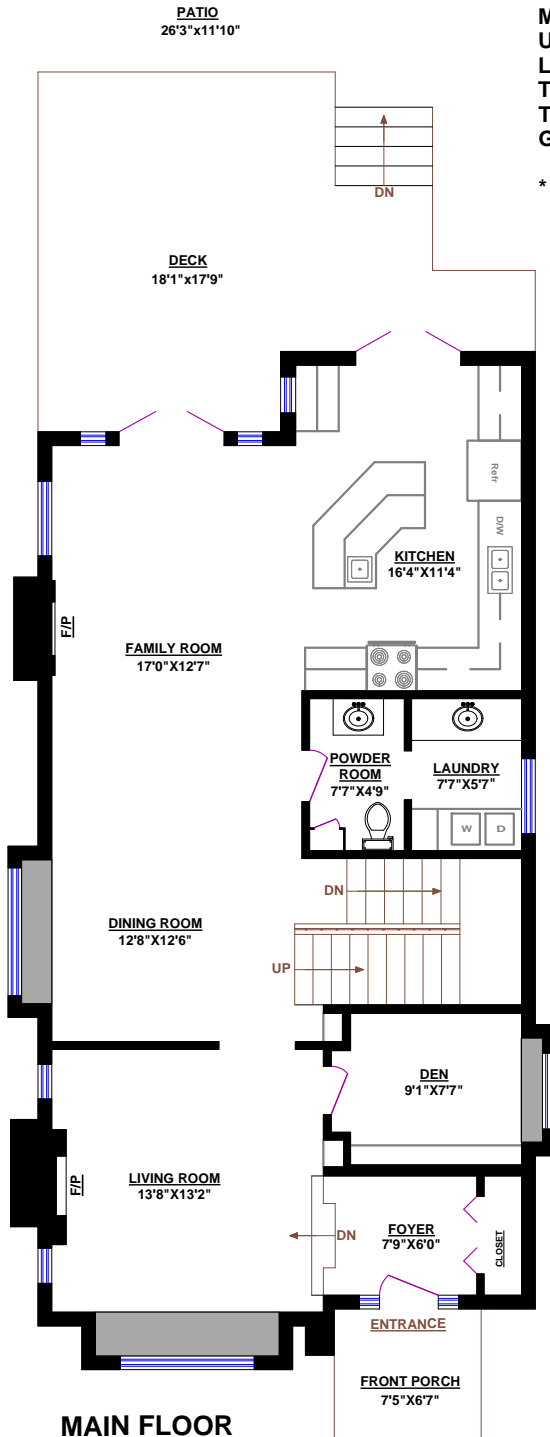 PATIO
26'3"x11'10"
M
U
L
T
T
G
*
DN
DECK
18'1"x17'9"
Refr
D/W
KITCHEN
16'4"X11'4"
F/P
FAMILY ROOM
17'0"X12'7"
POWDER
ROOM
7'7"X4'9"
LAUNDRY
7'7"X5'7"
W
D
DN
DINING ROOM
12'8"X12'6"
UP
DEN
9'1"X7'7"
F/P
LIVING ROOM
13'8"X13'2"
DN
FOYER
7'9"X6'0"
CLOSET
ENTRANCE
FRONT PORCH
7'5"X6'7"
MAIN FLOOR